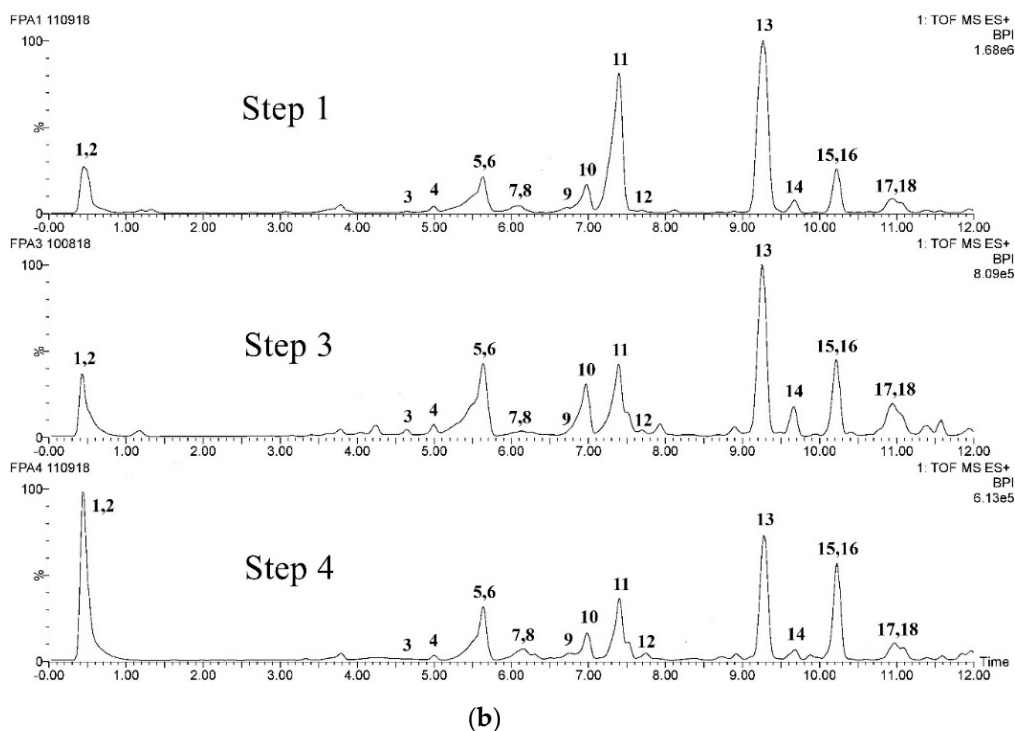 FPA1 110918
1: TOF MS ES+
BPI
1.68e6
100
%
0
Step 1
1,2
3
4
5,6
7,8
9
10
11
12
13
14
15,16
17,18
-0.00 1.00 2.00 3.00 4.00 5.00 6.00 7.00 8.00 9.00 10.00 11.00 12.00
FPA3 100818
1: TOF MS ES+
BPI
8.09e5
100
%
0
Step 3
1,2
3
4
5,6
7,8
9
10
11
12
13
14
15,16
17,18
-0.00 1.00 2.00 3.00 4.00 5.00 6.00 7.00 8.00 9.00 10.00 11.00 12.00
FPA4 110918
1: TOF MS ES+
BPI
6.13e5
100
%
0
Step 4
1,2
3
4
5,6
7,8
9
10
11
12
13
14
15,16
17,18
Time
-0.00 1.00 2.00 3.00 4.00 5.00 6.00 7.00 8.00 9.00 10.00 11.00 12.00
(b)